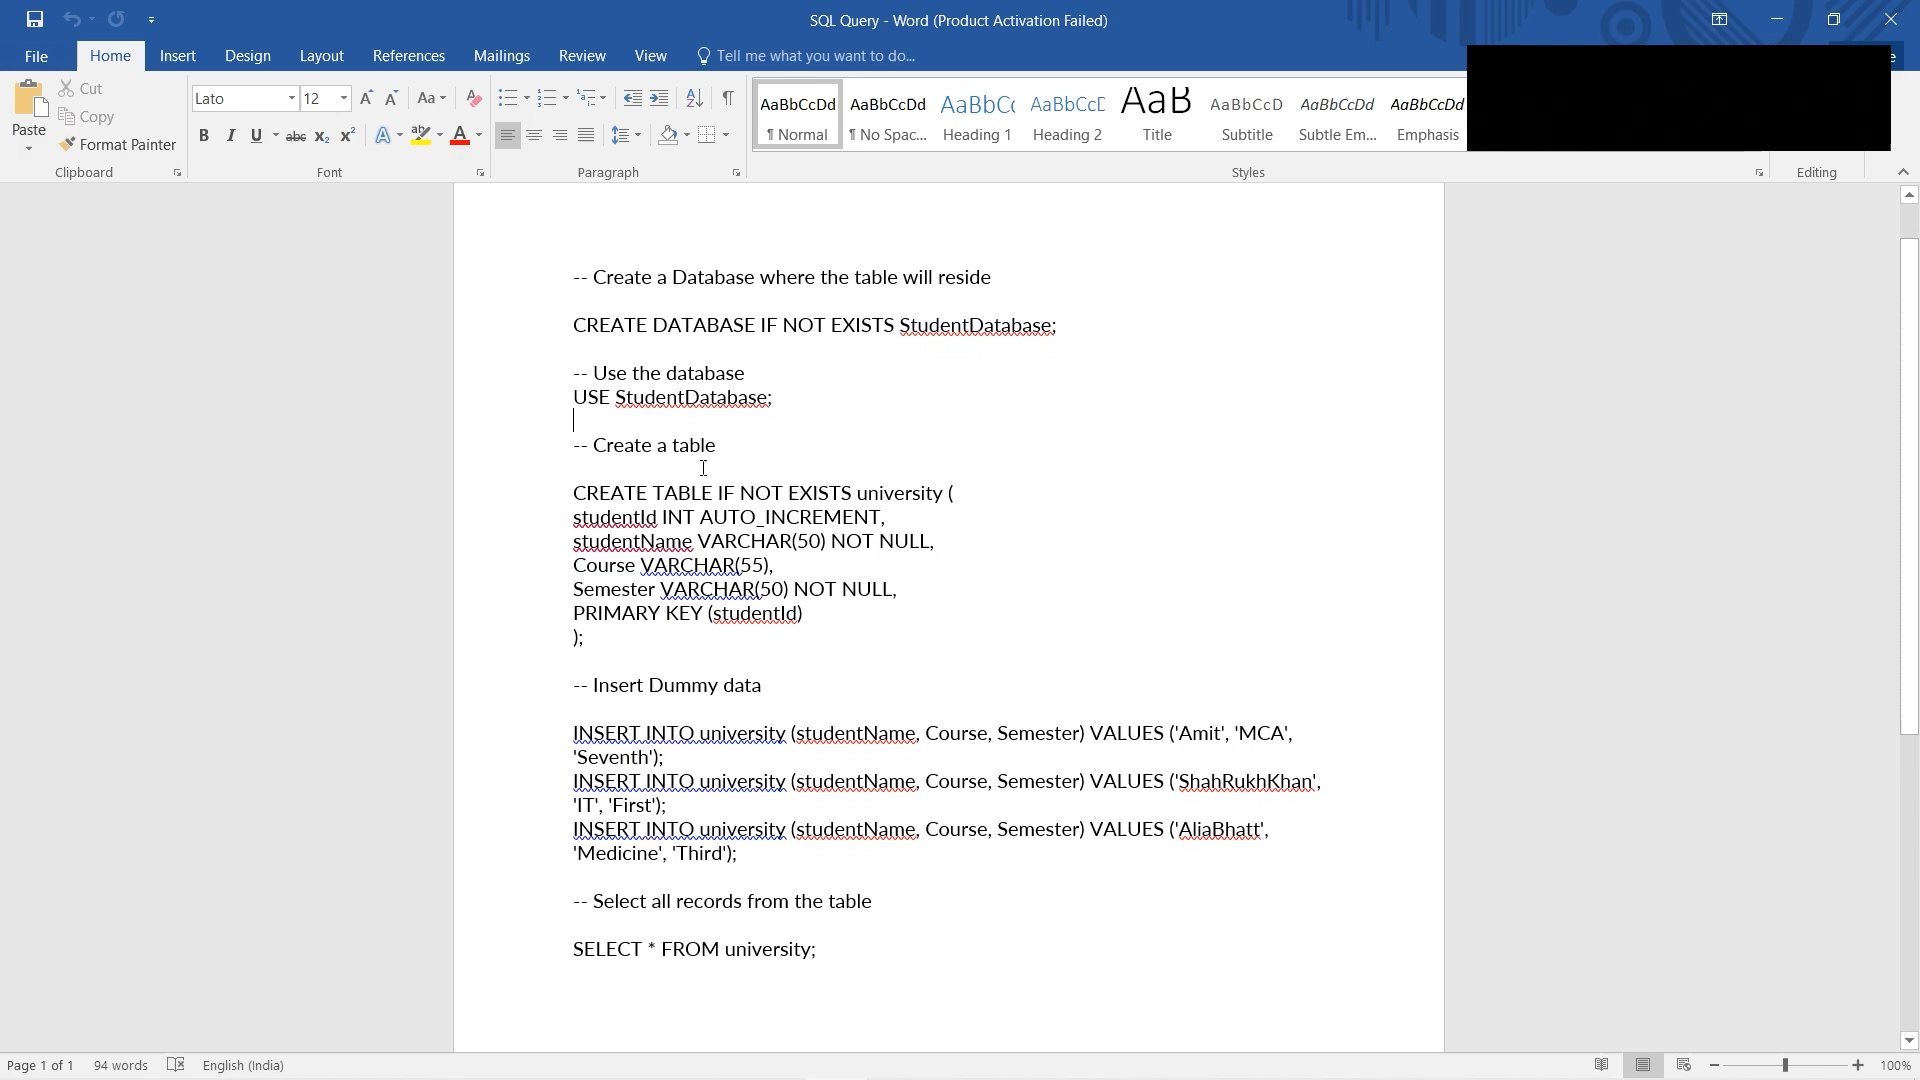 SQL Query - Word (Product Activation Failed)
File Home Insert Design Layout References Mailings Review View Tell me what you want to do...
Paste
Cut
Copy
Format Painter
Clipboard
Lato 12
Font
Paragraph
AaBbCcDd AaBbCcDd AaBbC AaBbCcE AaB AaBbCcD AaBbCcDd AaBbCcDd
¶ Normal ¶ No Spac... Heading 1 Heading 2 Title Subtitle Subtle Em... Emphasis
Styles
Editing
-- Create a Database where the table will reside
CREATE DATABASE IF NOT EXISTS StudentDatabase;
-- Use the database
USE StudentDatabase;
-- Create a table
CREATE TABLE IF NOT EXISTS university (
studentId INT AUTO_INCREMENT,
studentName VARCHAR(50) NOT NULL,
Course VARCHAR(55),
Semester VARCHAR(50) NOT NULL,
PRIMARY KEY (studentId)
);
-- Insert Dummy data
INSERT INTO university (studentName, Course, Semester) VALUES ('Amit', 'MCA',
'Seventh');
INSERT INTO university (studentName, Course, Semester) VALUES ('ShahRukhKhan',
'IT', 'First');
INSERT INTO university (studentName, Course, Semester) VALUES ('AliaBhatt',
'Medicine', 'Third');
-- Select all records from the table
SELECT * FROM university;
Page 1 of 1 94 words English (India) 100%